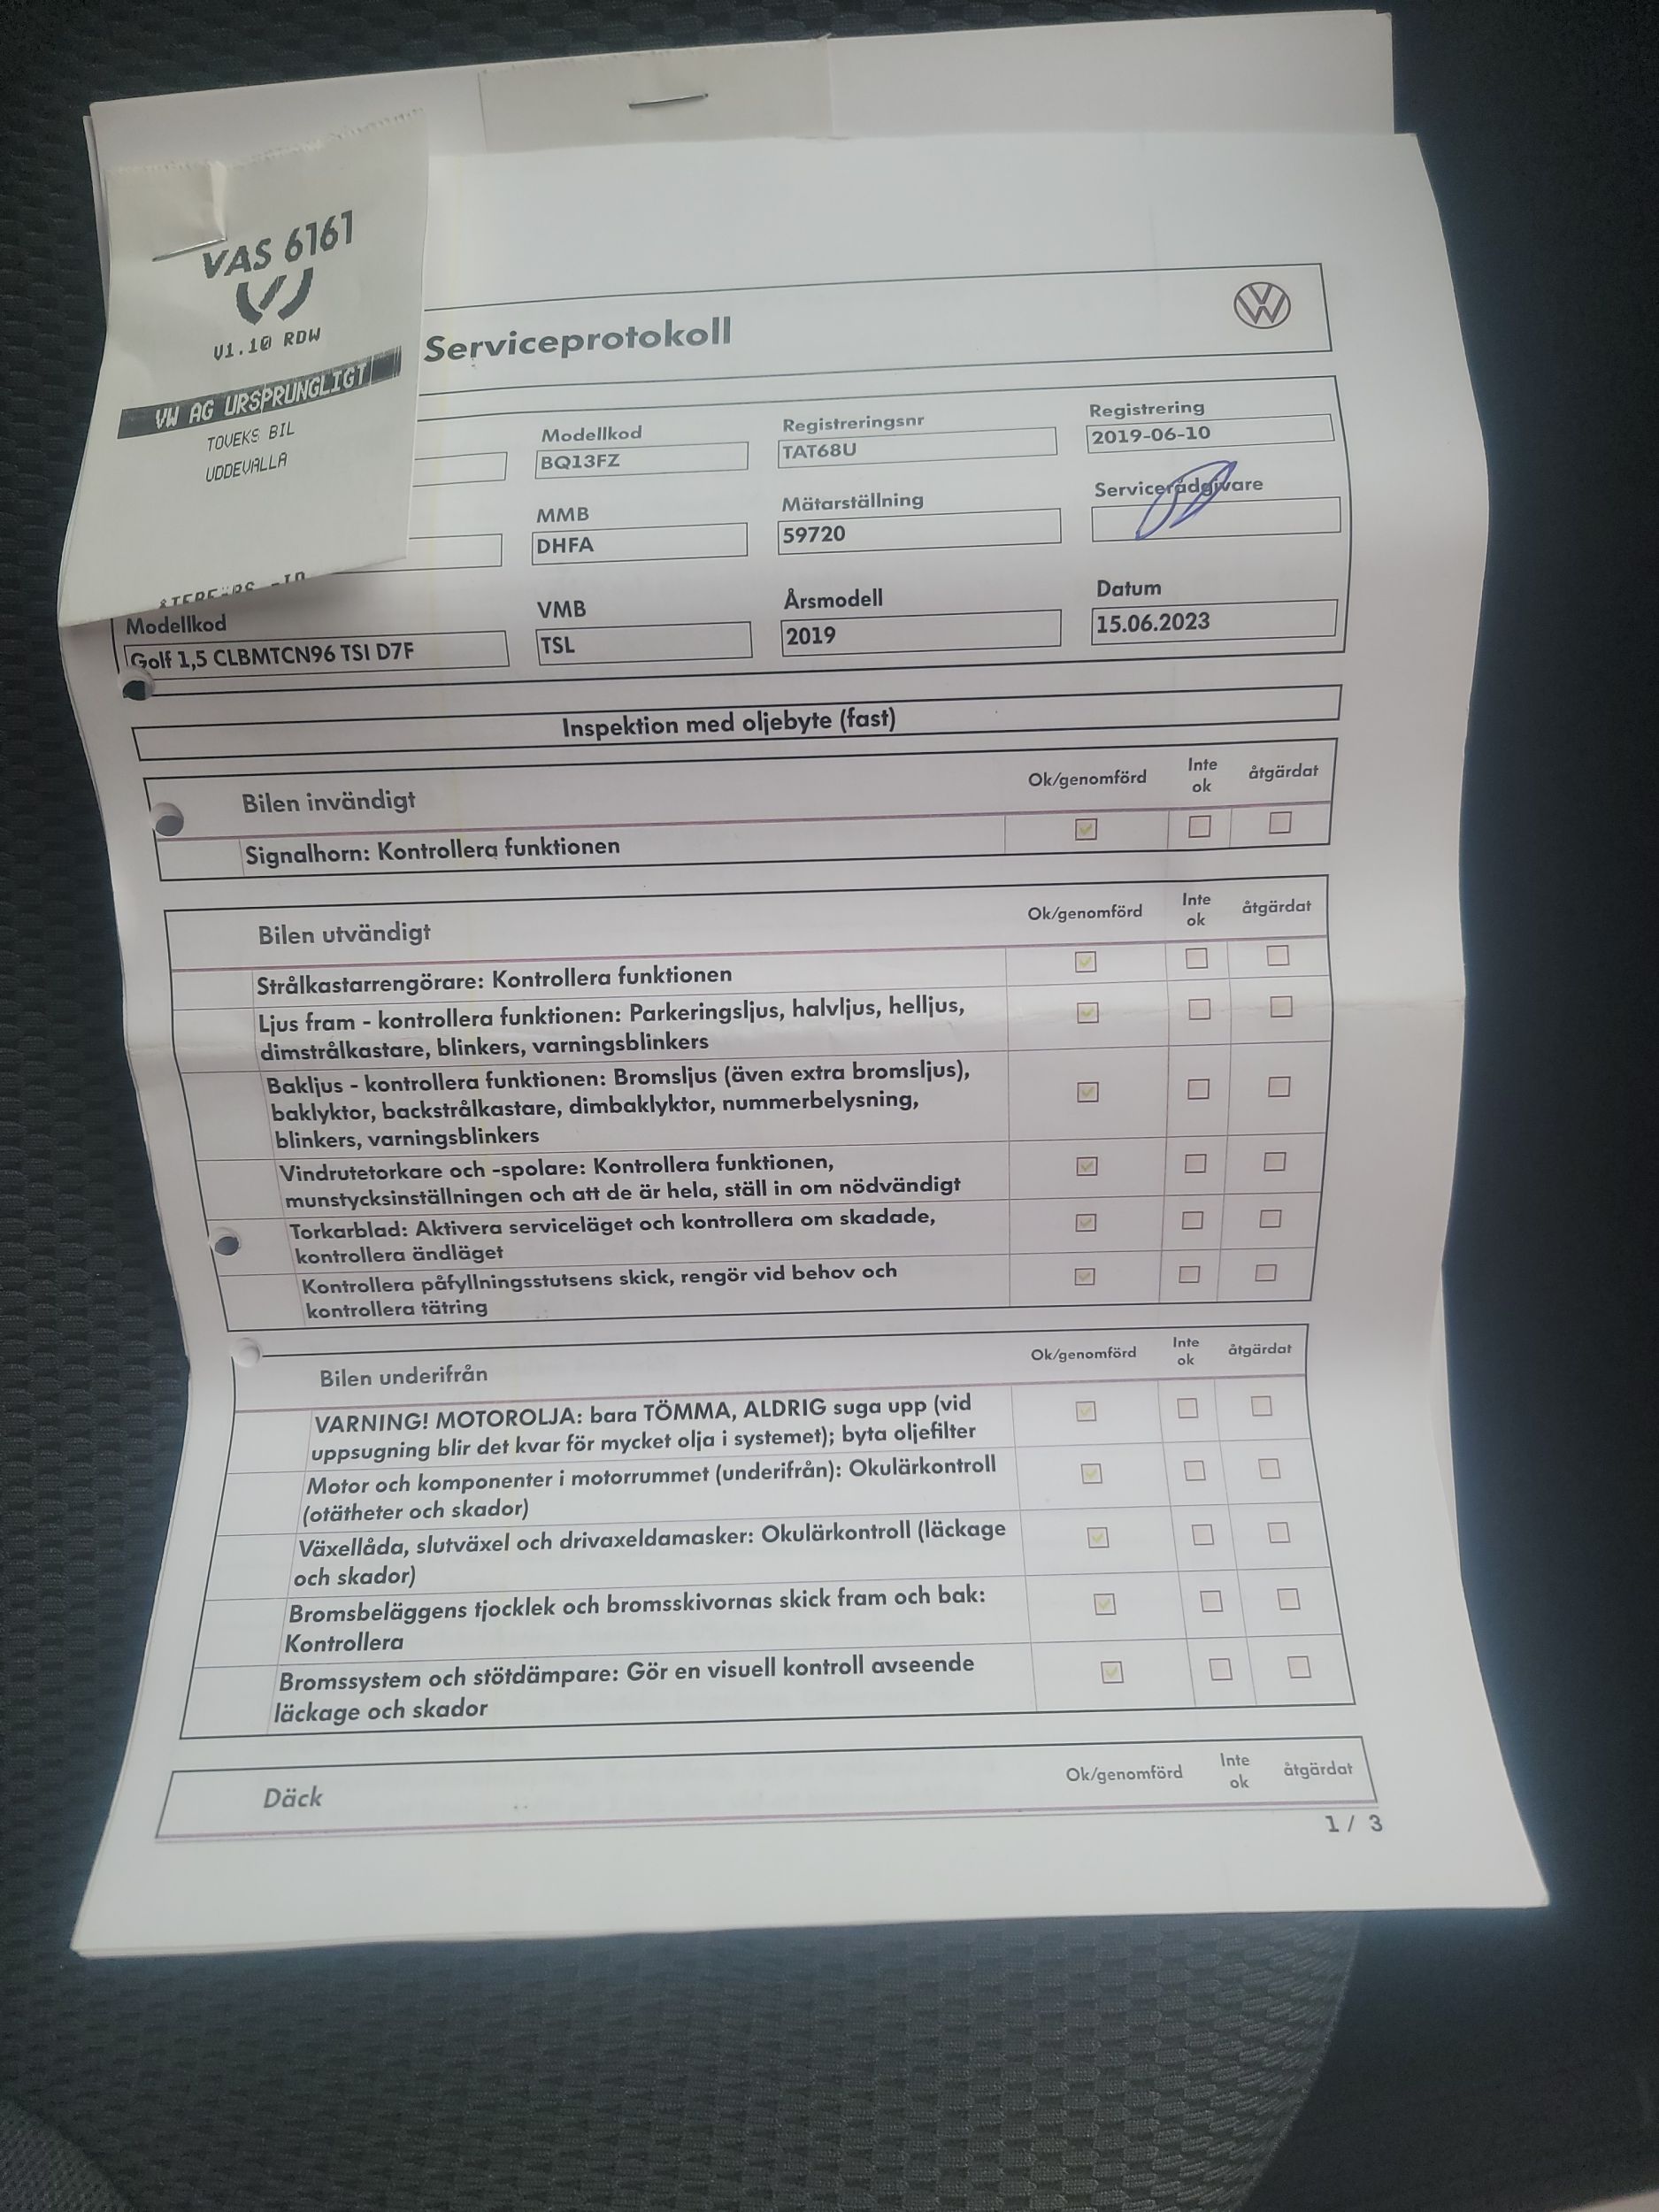 VAS 6161
V1.10 RDW
VW AG URSPRUNGLIGT
TOVEKS BIL
UDDEVALLA
Serviceprotokoll
Modellkod
Registreringsnr
Registrering
BQ13FZ
TAT68U
2019-06-10
MMB
Mätarställning
Servicerådgivare
DHFA
59720
Modellkod
VMB
Årsmodell
Datum
Golf 1,5 CLBMTCN96 TSI D7F
TSL
2019
15.06.2023
Inspektion med oljebyte (fast)
Bilen invändigt
Ok/genomförd
Inte
ok
åtgärdat
Signalhorn: Kontrollera funktionen
Bilen utvändigt
Ok/genomförd
Inte
ok
åtgärdat
Strålkastarrengörare: Kontrollera funktionen
Ljus fram - kontrollera funktionen: Parkeringsljus, halvljus, helljus,
dimstrålkastare, blinkers, varningsblinkers
Bakljus - kontrollera funktionen: Bromsljus (även extra bromsljus),
baklyktor, backstrålkastare, dimbaklyktor, nummerbelysning,
blinkers, varningsblinkers
Vindrutetorkare och -spolare: Kontrollera funktionen,
munstycksinställningen och att de är hela, ställ in om nödvändigt
Torkarblad: Aktivera serviceläget och kontrollera om skadade,
kontrollera ändläget
Kontrollera påfyllningsstutsens skick, rengör vid behov och
kontrollera tätring
Bilen underifrån
Ok/genomförd
Inte
ok
åtgärdat
VARNING! MOTOROLJA: bara TÖMMA, ALDRIG suga upp (vid
uppsugning blir det kvar för mycket olja i systemet); byta oljefilter
Motor och komponenter i motorrummet (underifrån): Okulärkontroll
(otätheter och skador)
Växellåda, slutväxel och drivaxeldamasker: Okulärkontroll (läckage
och skador)
Bromsbeläggens tjocklek och bromsskivornas skick fram och bak:
Kontrollera
Bromssystem och stötdämpare: Gör en visuell kontroll avseende
läckage och skador
Däck
Ok/genomförd
Inte
ok
åtgärdat
1 / 3